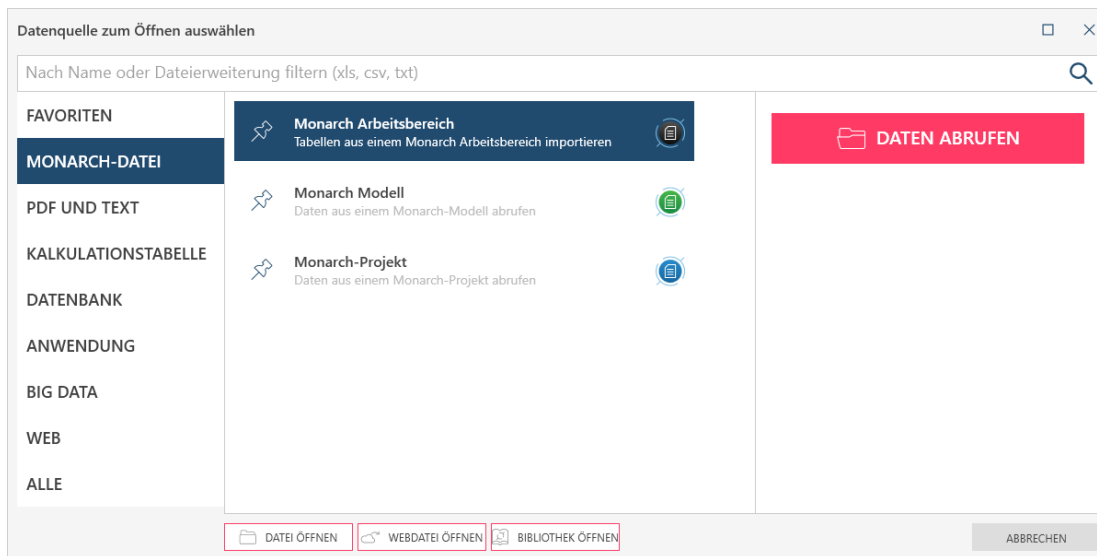 Datenquelle zum Öffnen auswählen
Nach Name oder Dateierweiterung filtern (xls, csv, txt)
FAVORITEN
MONARCH-DATEI
PDF UND TEXT
KALKULATIONSTABELLE
DATENBANK
ANWENDUNG
BIG DATA
WEB
ALLE
Monarch Arbeitsbereich
Tabellen aus einem Monarch Arbeitsbereich importieren
Monarch Modell
Daten aus einem Monarch-Modell abrufen
Monarch-Projekt
Daten aus einem Monarch-Projekt abrufen
DATEN ABRUFEN
DATEI ÖFFNEN
WEBDATEI ÖFFNEN
BIBLIOTHEK ÖFFNEN
ABBRECHEN